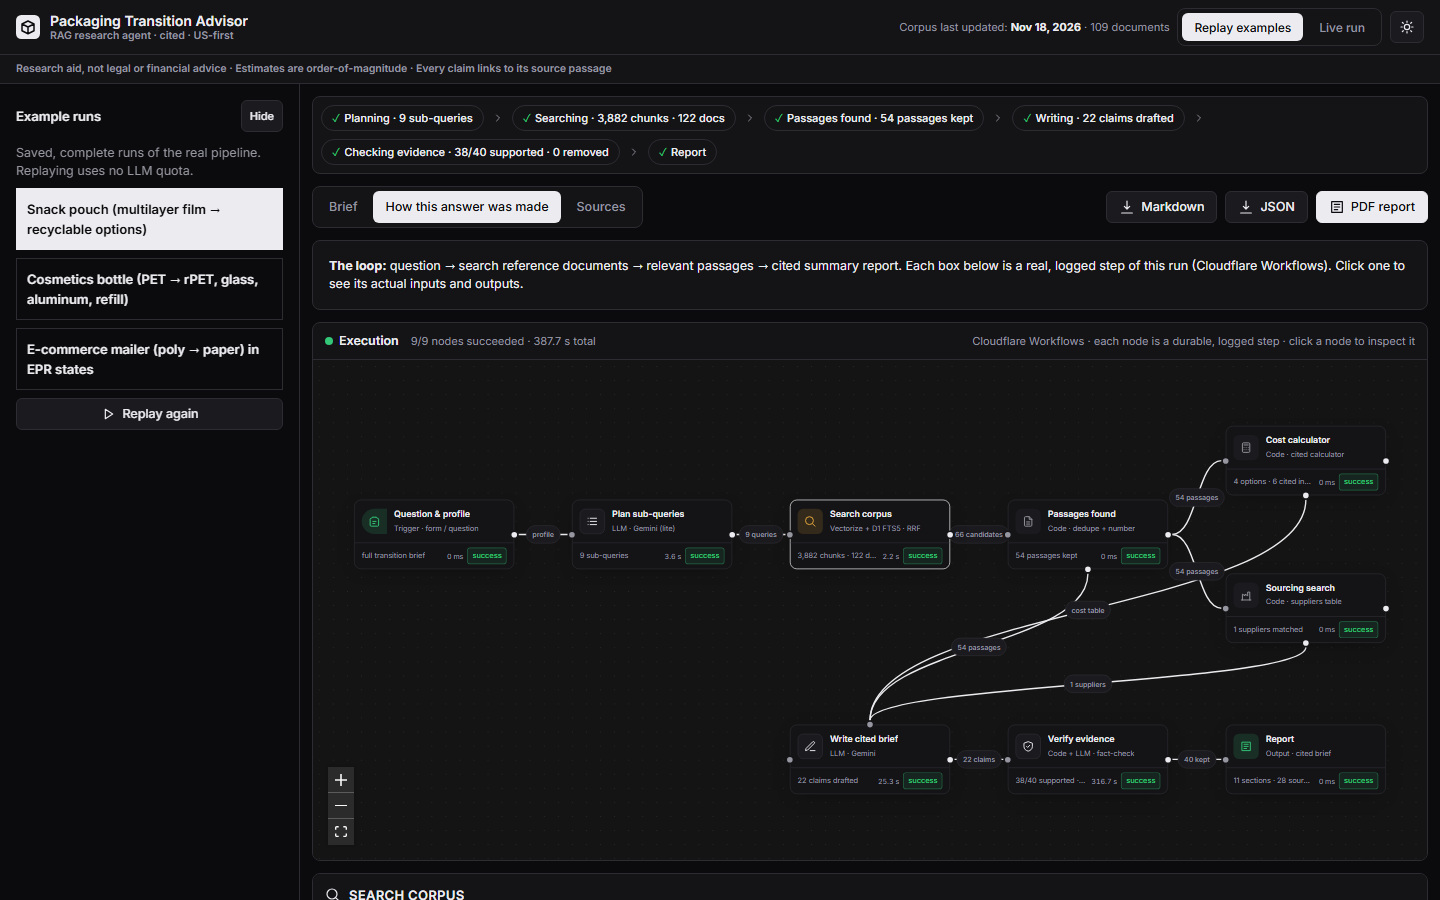 Packaging Transition Advisor
RAG research agent · cited · US-first
Corpus last updated: Nov 18, 2026 · 109 documents
Replay examples
Live run
Research aid, not legal or financial advice · Estimates are order-of-magnitude · Every claim links to its source passage
Example runs
Hide
Saved, complete runs of the real pipeline.
Replaying uses no LLM quota.
Snack pouch (multilayer film →
recyclable options)
Cosmetics bottle (PET → rPET, glass,
aluminum, refill)
E-commerce mailer (poly → paper) in
EPR states
Replay again
✓ Planning · 9 sub-queries
✓ Searching · 3,882 chunks · 122 docs
✓ Passages found · 54 passages kept
✓ Writing · 22 claims drafted
✓ Checking evidence · 38/40 supported · 0 removed
✓ Report
Brief
How this answer was made
Sources
Markdown
JSON
PDF report
The loop: question → search reference documents → relevant passages → cited summary report. Each box below is a real, logged step of this run (Cloudflare Workflows). Click one to
see its actual inputs and outputs.
Execution
9/9 nodes succeeded · 387.7 s total
Cloudflare Workflows · each node is a durable, logged step · click a node to inspect it
Cost calculator
Code · cited calculator
4 options · 6 cited in... 0 ms success
54 passages
Question & profile
Trigger · form / question
full transition brief 0 ms success
profile
Plan sub-queries
LLM · Gemini (lite)
9 sub-queries 3.6 s success
9 queries
Search corpus
Vectorize + D1 FTS5 · RRF
3,882 chunks · 122 d... 2.2 s success
66 candidates
Passages found
Code · dedupe + number
54 passages kept 0 ms success
54 passages
Sourcing search
Code · suppliers table
1 suppliers matched 0 ms success
cost table
54 passages
1 suppliers
Write cited brief
LLM · Gemini
22 claims drafted 25.3 s success
22 claims
Verify evidence
Code + LLM · fact-check
38/40 supported ·... 316.7 s success
40 kept
Report
Output · cited brief
11 sections · 28 sour... 0 ms success
SEARCH CORPUS